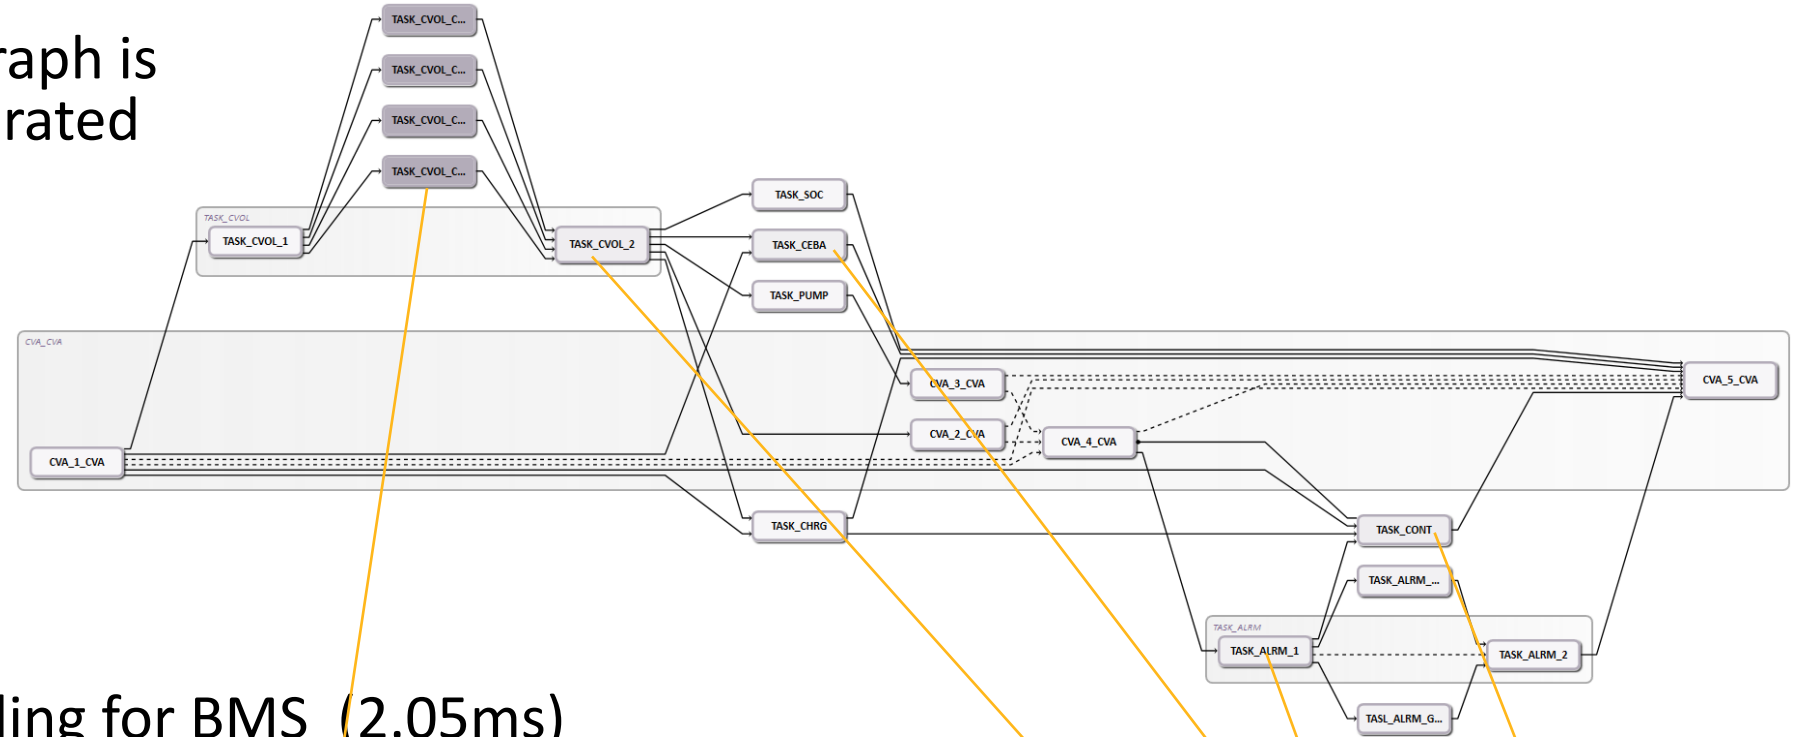 raph is
rated
TASK_CVOL_C...
TASK_CVOL_C...
TASK_CVOL_C...
TASK_CVOL_C...
TASK_CVOL
TASK_CVOL_1
TASK_CVOL_2
TASK_SOC
TASK_CEBA
TASK_PUMP
CVA_CVA
CVA_1_CVA
CVA_3_CVA
CVA_2_CVA
CVA_4_CVA
CVA_5_CVA
TASK_CHRG
TASK_CONT
TASK_ALRM_...
TASK_ALRM
TASK_ALRM_1
TASK_ALRM_2
TASL_ALRM_G...
ling for BMS (2.05ms)